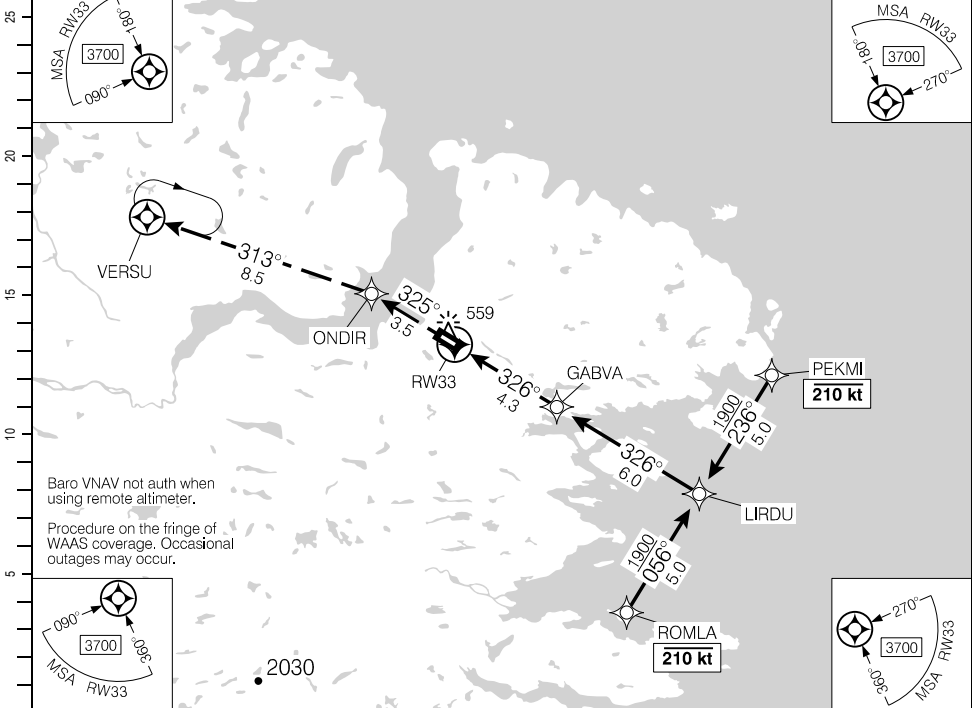 25
20
15
10
5
MSA RW33
3700
180°
090°
MSA RW33
3700
180°
270°
VERSU
313°
8.5
ONDIR
325°
3.5
559
RW33
326°
4.3
GABVA
PEKMI
210 kt
1900
236°
5.0
326°
6.0
LIRDU
1900
056°
5.0
ROMLA
210 kt
Baro VNAV not auth when
using remote altimeter.
Procedure on the fringe of
WAAS coverage. Occasional
outages may occur.
090°
3700
360°
MSA RW33
2030
270°
3700
360°
MSA RW33